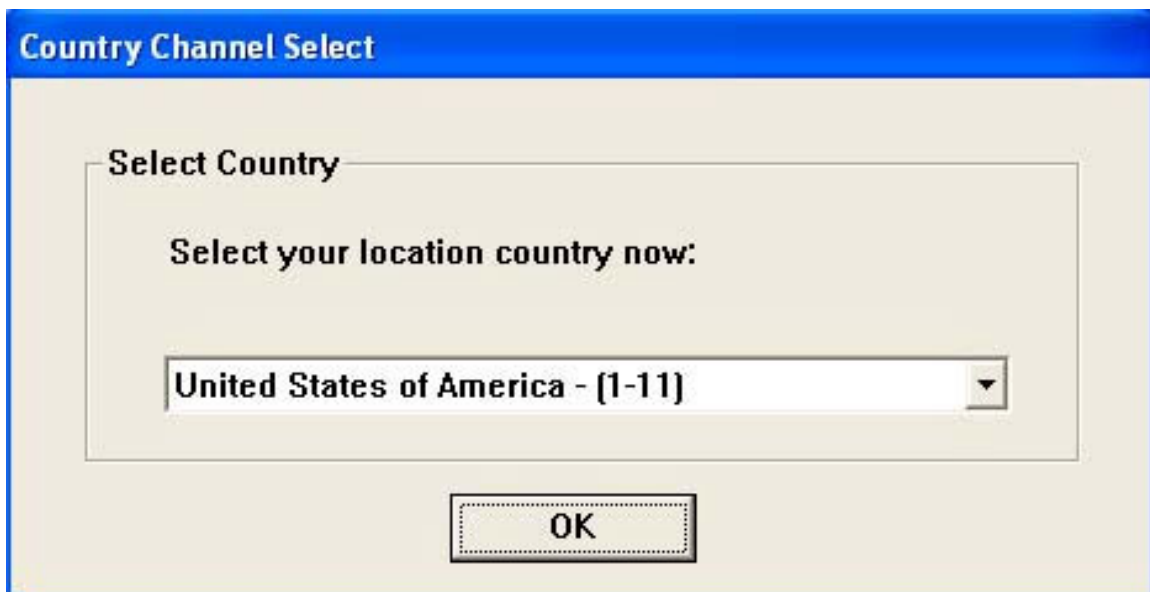 Country Channel Select
Select Country
Select your location country now:
United States of America - (1-11)
OK